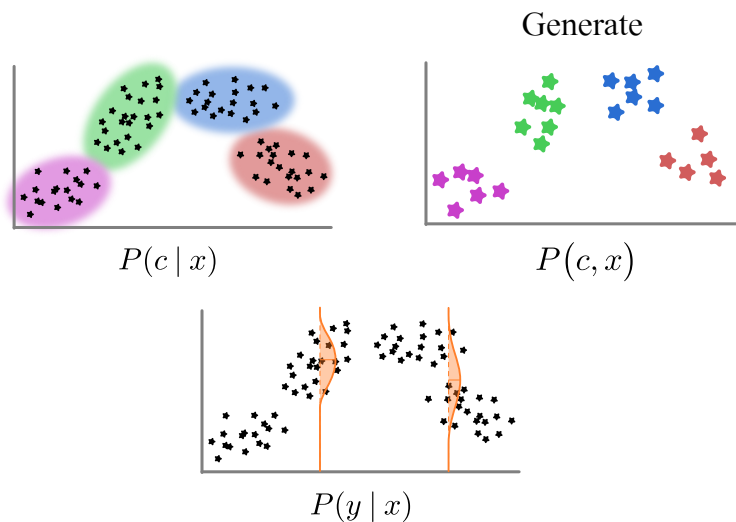 Generate
P(c | x)
P(c, x)
P(y | x)